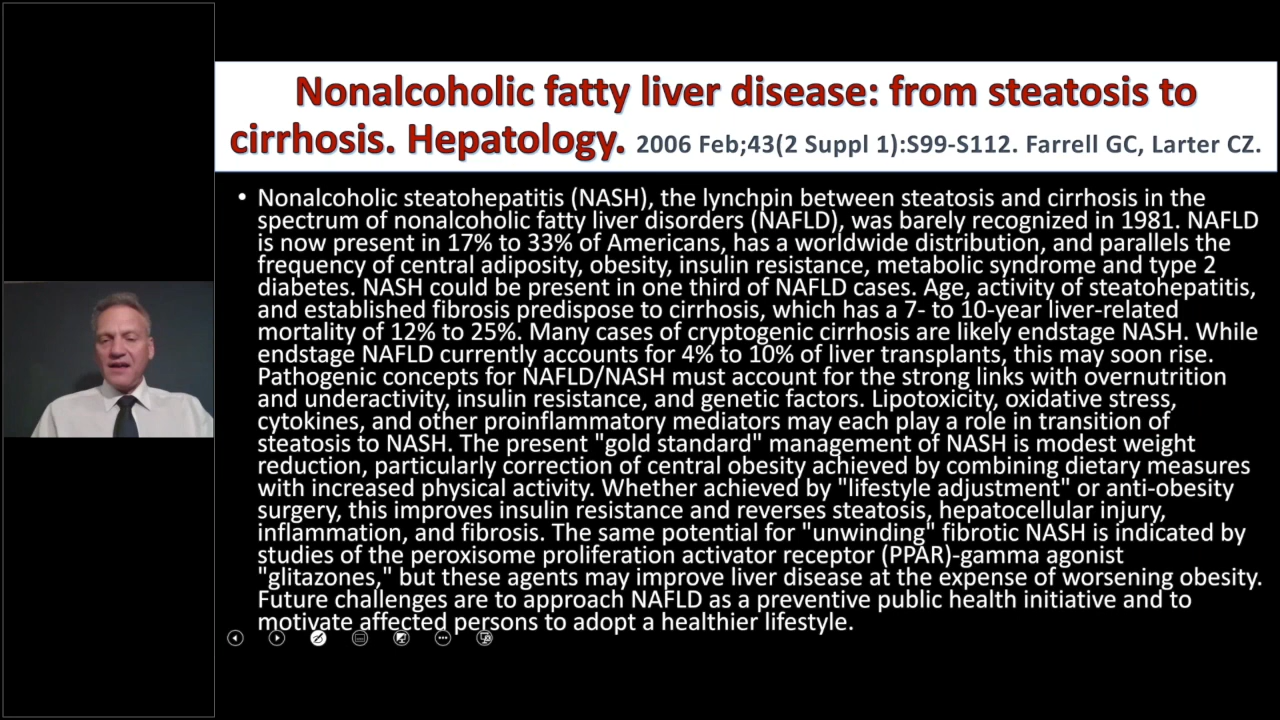 Nonalcoholic fatty liver disease: from steatosis to
cirrhosis. Hepatology. 2006 Feb;43(2 Suppl 1):S99-S112. Farrell GC, Larter CZ.
• Nonalcoholic steatohepatitis (NASH), the lynchpin between steatosis and cirrhosis in the
spectrum of nonalcoholic fatty liver disorders (NAFLD), was barely recognized in 1981. NAFLD
is now present in 17% to 33% of Americans, has a worldwide distribution, and parallels the
frequency of central adiposity, obesity, insulin resistance, metabolic syndrome and type 2
diabetes. NASH could be present in one third of NAFLD cases. Age, activity of steatohepatitis,
and established fibrosis predispose to cirrhosis, which has a 7- to 10-year liver-related
mortality of 12% to 25%. Many cases of cryptogenic cirrhosis are likely endstage NASH. While
endstage NAFLD currently accounts for 4% to 10% of liver transplants, this may soon rise.
Pathogenic concepts for NAFLD/NASH must account for the strong links with overnutrition
and underactivity, insulin resistance, and genetic factors. Lipotoxicity, oxidative stress,
cytokines, and other proinflammatory mediators may each play a role in transition of
steatosis to NASH. The present "gold standard" management of NASH is modest weight
reduction, particularly correction of central obesity achieved by combining dietary measures
with increased physical activity. Whether achieved by "lifestyle adjustment" or anti-obesity
surgery, this improves insulin resistance and reverses steatosis, hepatocellular injury,
inflammation, and fibrosis. The same potential for "unwinding" fibrotic NASH is indicated by
studies of the peroxisome proliferation activator receptor (PPAR)-gamma agonist
"glitazones," but these agents may improve liver disease at the expense of worsening obesity.
Future challenges are to approach NAFLD as a preventive public health initiative and to
motivate affected persons to adopt a healthier lifestyle.